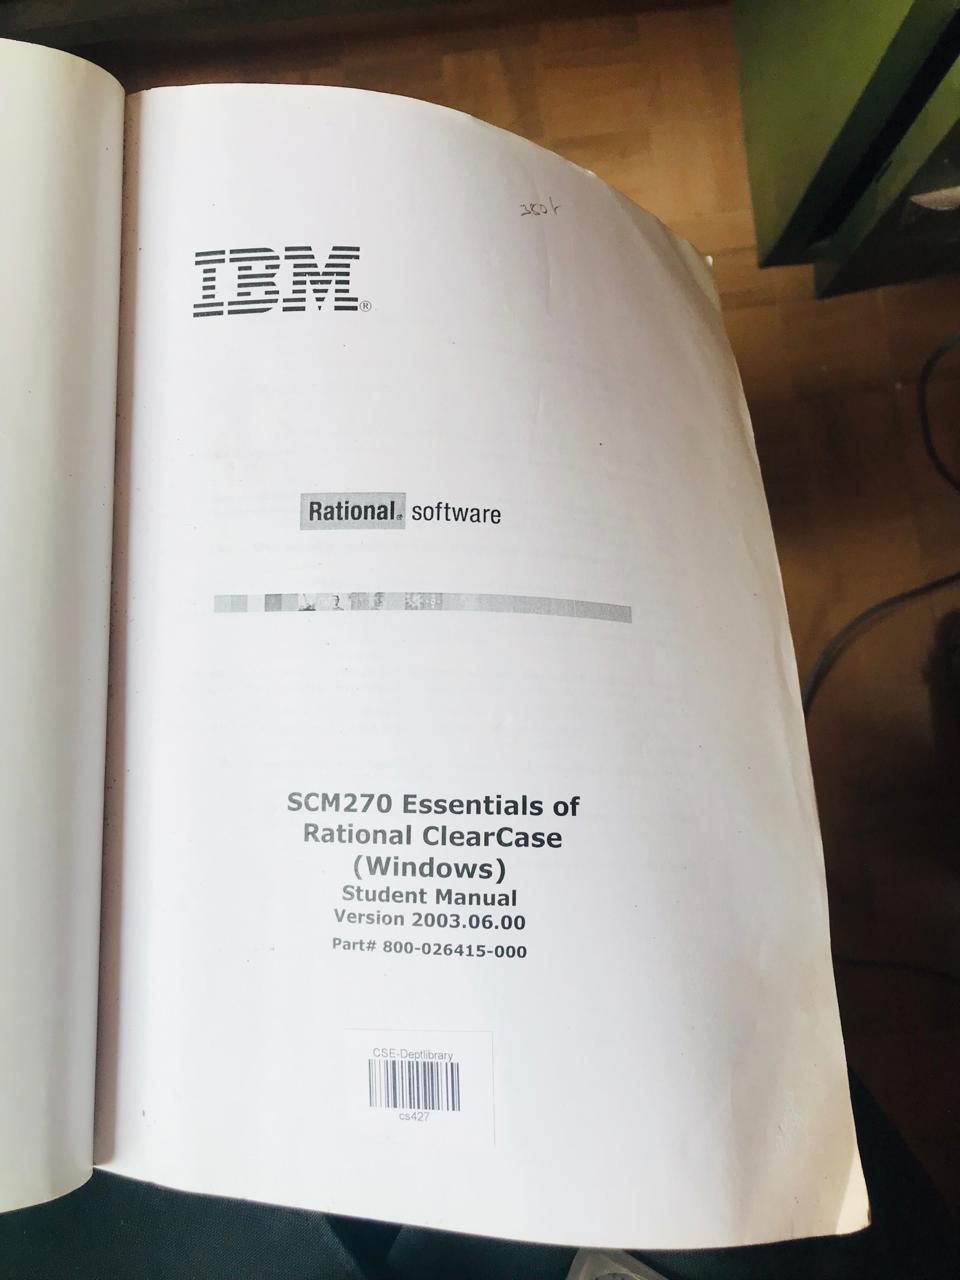 IBM®
Rational® software
SCM270 Essentials of
Rational ClearCase
(Windows)
Student Manual
Version 2003.06.00
Part# 800-026415-000
CSE-Deptlibrary
cs427